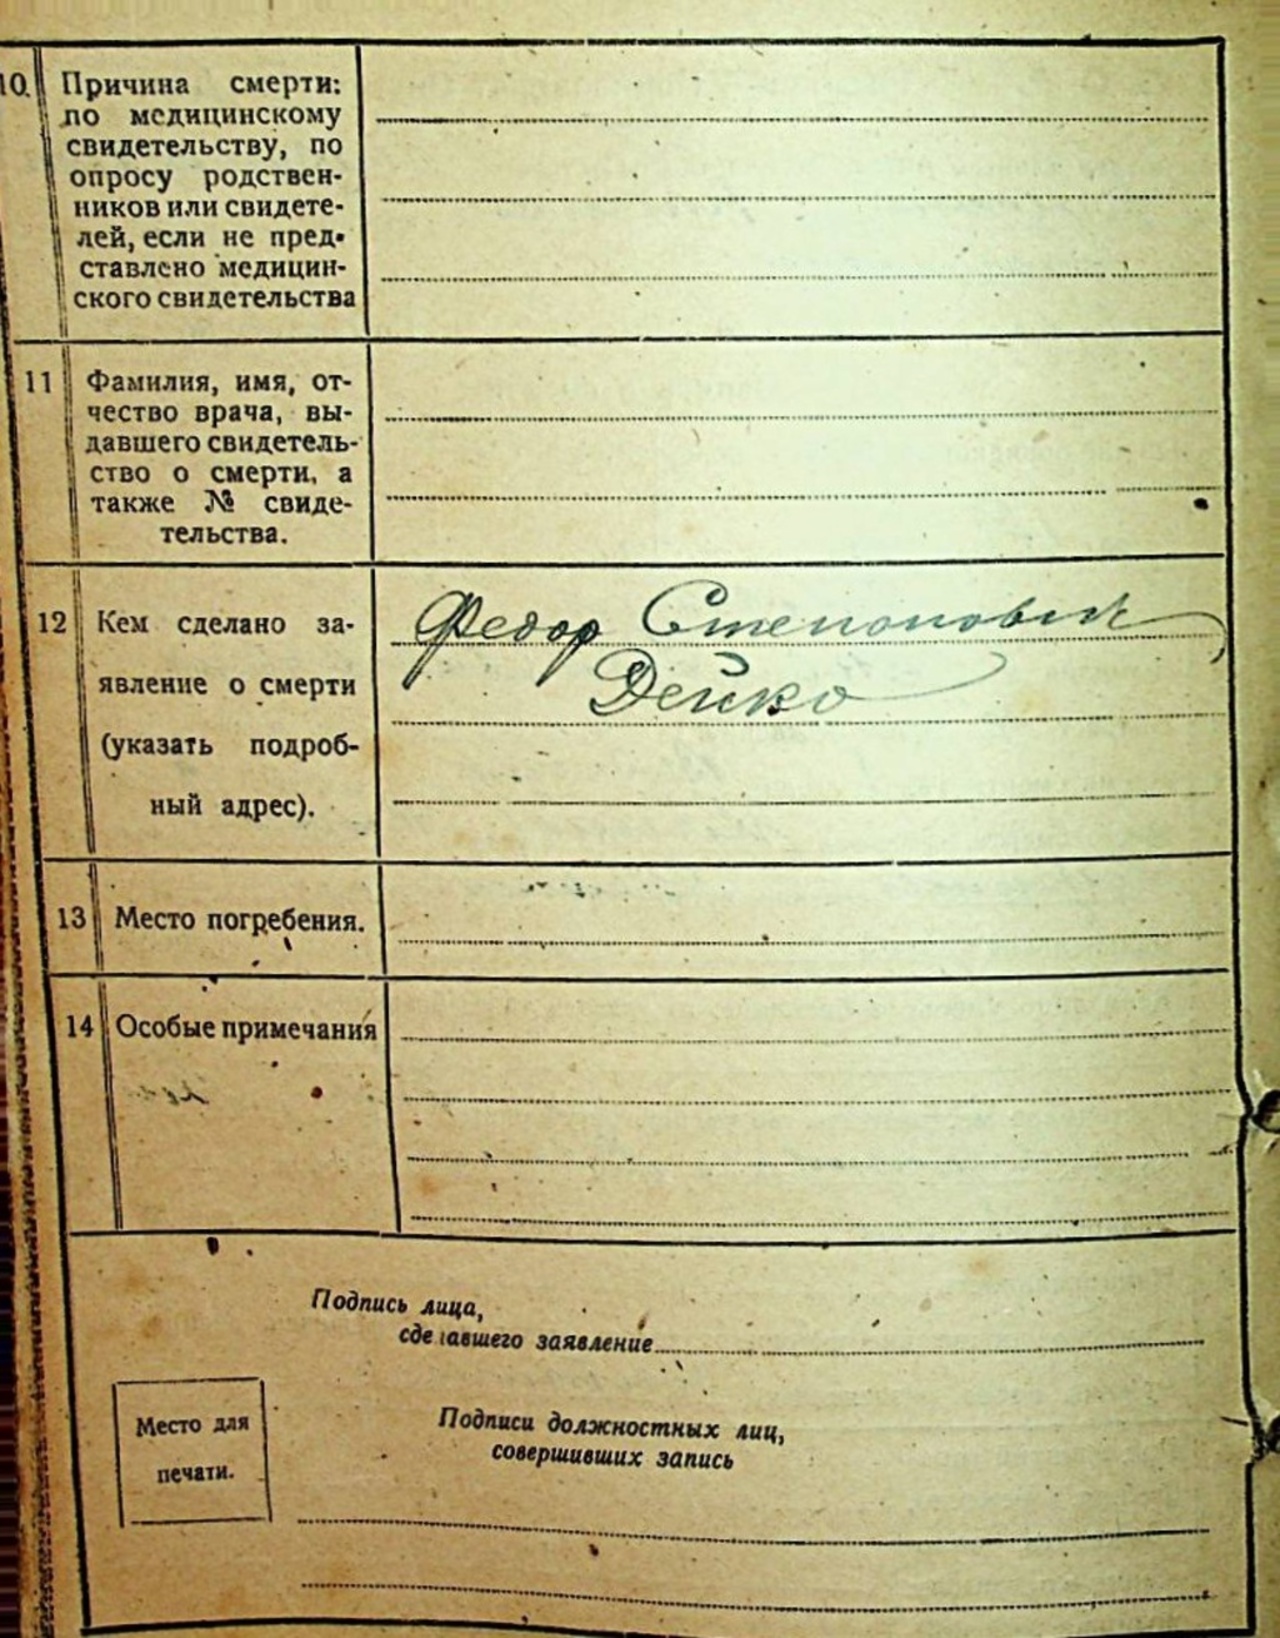 10. Причина смерти:
по медицинскому
свидетельству, по
опросу родствен-
ников или свидете-
лей, если не пред-
ставлено медицин-
ского свидетельства
11 Фамилия, имя, от-
чество врача, вы-
давшего свидетель-
ство о смерти, а
также № свиде-
тельства.
12 Кем сделано за-
явление о смерти
(указать подроб-
ный адрес).
Федор Степонович
Дейко
13 Место погребения.
14 Особые примечания
Подпись лица,
сделавшего заявление
Место для
печати.
Подписи должностных лиц,
совершивших запись